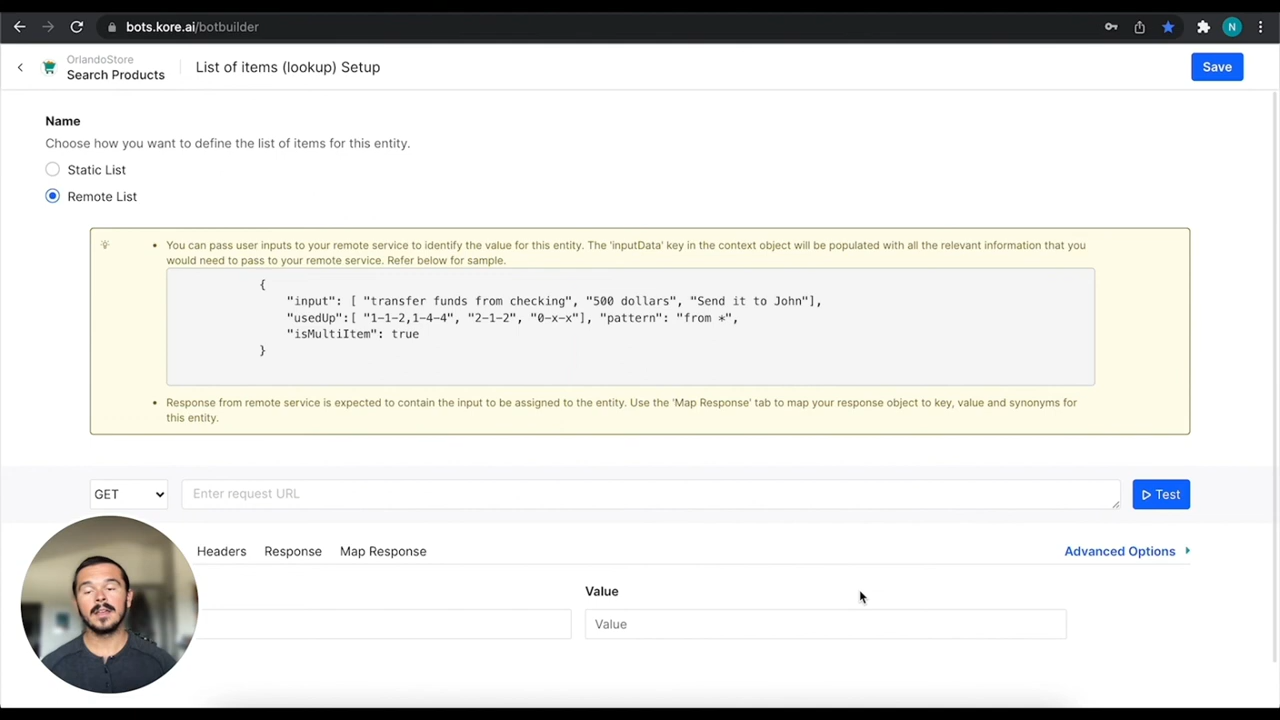 bots.kore.ai/botbuilder
N
OrlandoStore
Search Products
List of items (lookup) Setup
Save
Name
Choose how you want to define the list of items for this entity.
Static List
Remote List
• You can pass user inputs to your remote service to identify the value for this entity. The 'inputData' key in the context object will be populated with all the relevant information that you
would need to pass to your remote service. Refer below for sample.
{
"input": [ "transfer funds from checking", "500 dollars", "Send it to John"],
"usedUp":[ "1-1-2,1-4-4", "2-1-2", "0-x-x"], "pattern": "from *",
"isMultiItem": true
}
• Response from remote service is expected to contain the input to be assigned to the entity. Use the 'Map Response' tab to map your response object to key, value and synonyms for
this entity.
GET
Enter request URL
Test
Headers
Response
Map Response
Advanced Options
Value
Value